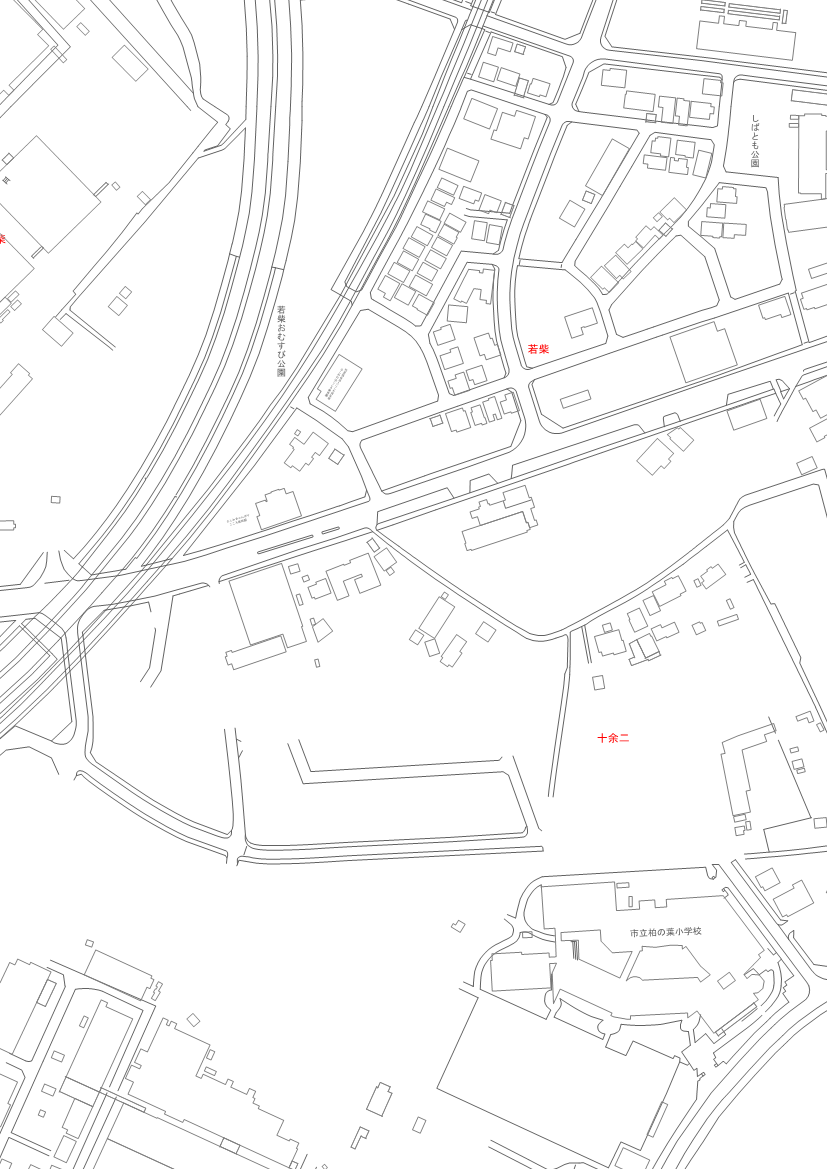 しばとも公園
柴
若柴おむすび公園
若柴
十余二
市立柏の葉小学校